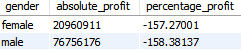 gender absolute_profit percentage_profit
female 20960911 -157.27001
male 76756176 -158.38137